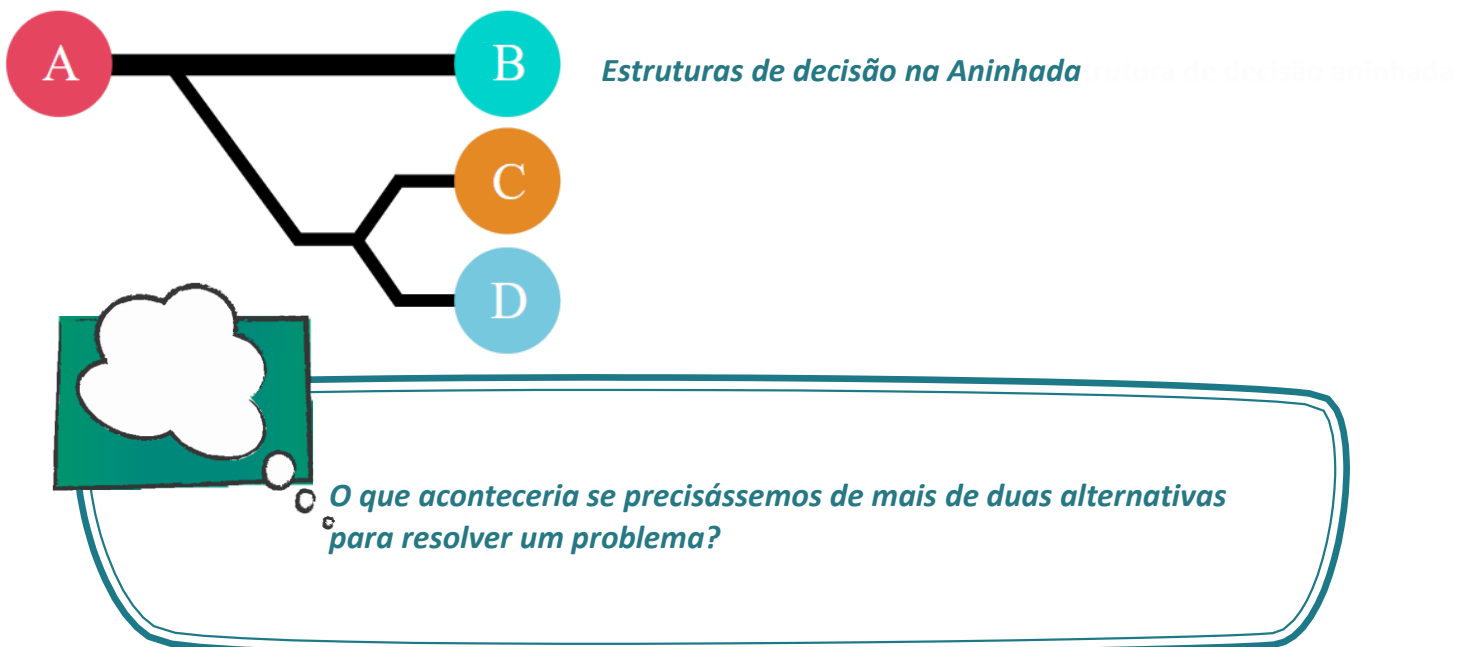 A
B
Estruturas de decisão na Aninhada
C
D
O que aconteceria se precisássemos de mais de duas alternativas
para resolver um problema?